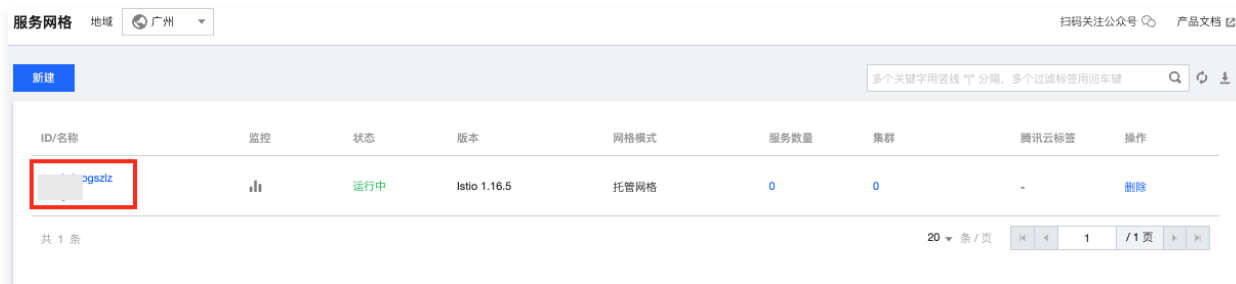 服务网格 地域 广州 扫码关注公众号 产品文档
新建 多个关键字用竖线 "|" 分隔，多个过滤标签用回车键
ID/名称 监控 状态 版本 网格模式 服务数量 集群 腾讯云标签 操作
ogszlz 运行中 Istio 1.16.5 托管网格 0 0 - 删除
共 1 条 20 条 / 页 1 / 1 页